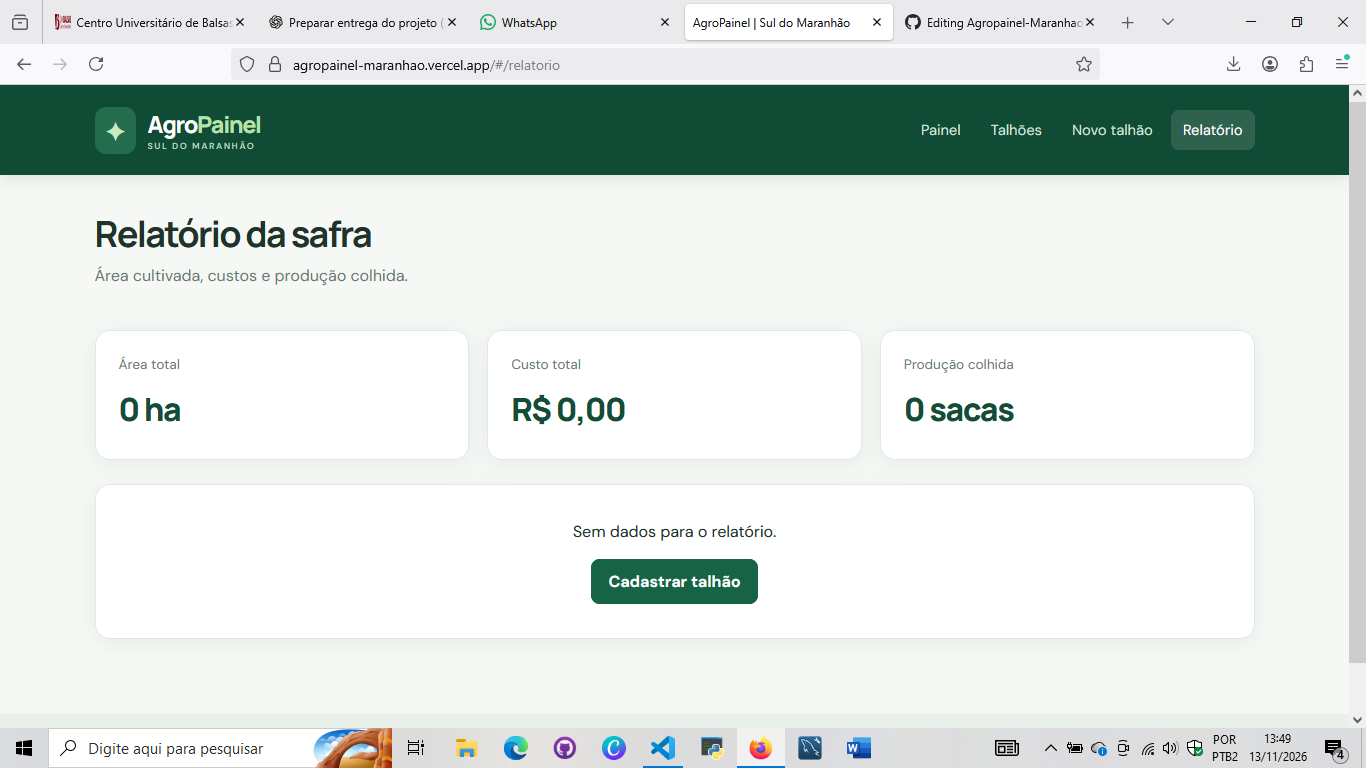 Centro Universitário de Balsas
Preparar entrega do projeto (
WhatsApp
AgroPainel | Sul do Maranhão
Editing Agropainel-Maranhao
agropainel-maranhao.vercel.app/#/relatorio
AgroPainel
SUL DO MARANHÃO
Painel
Talhões
Novo talhão
Relatório
Relatório da safra
Área cultivada, custos e produção colhida.
Área total
0 ha
Custo total
R$ 0,00
Produção colhida
0 sacas
Sem dados para o relatório.
Cadastrar talhão
Digite aqui para pesquisar
POR
PTB2
13:49
13/11/2026
4